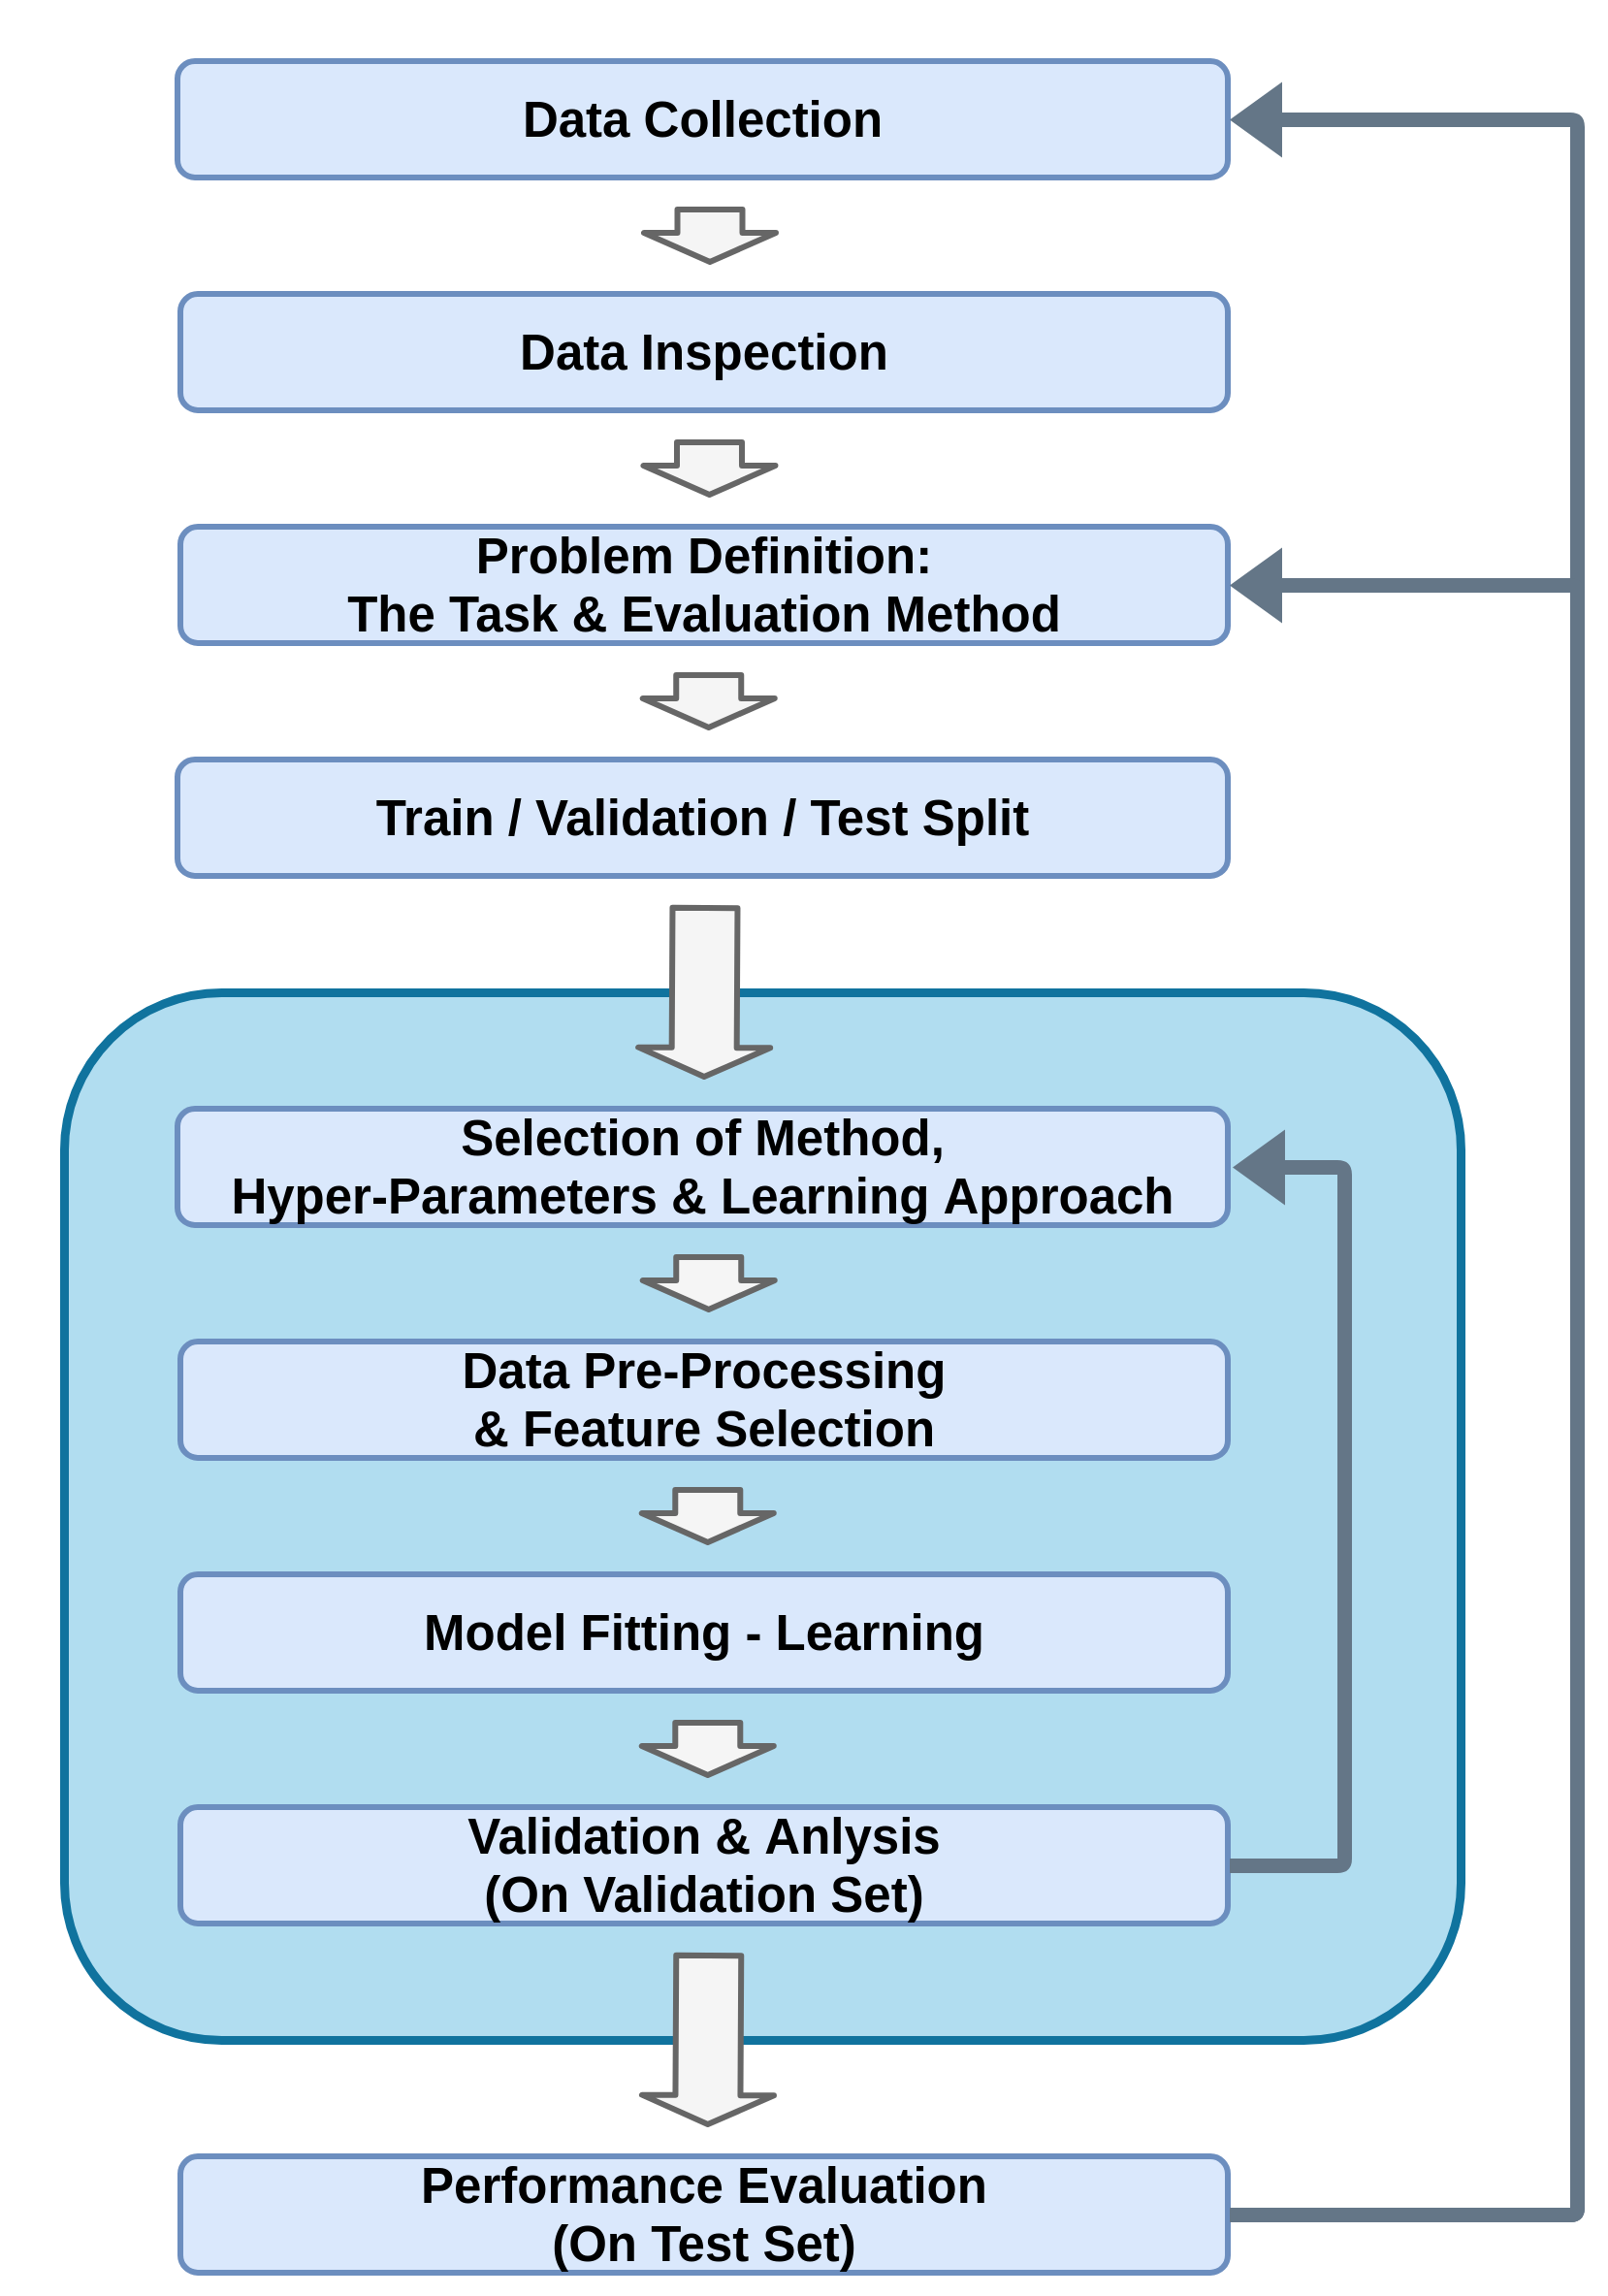 Data Collection
Data Inspection
Problem Definition:
The Task & Evaluation Method
Train / Validation / Test Split
Selection of Method,
Hyper-Parameters & Learning Approach
Data Pre-Processing
& Feature Selection
Model Fitting - Learning
Validation & Anlysis
(On Validation Set)
Performance Evaluation
(On Test Set)